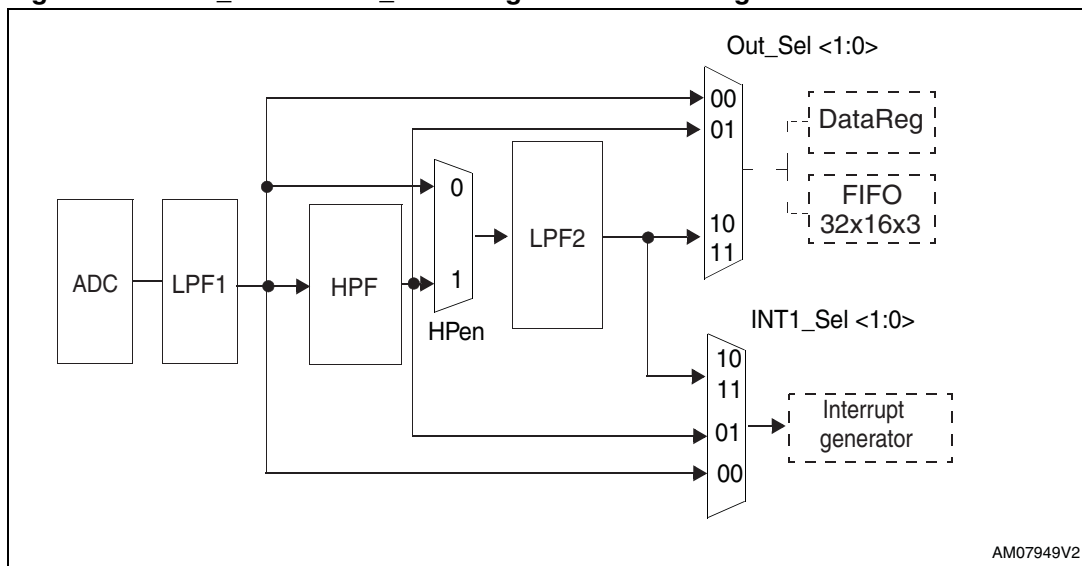 Out_Sel <1:0>
00
01
DataReg
0
FIFO
32x16x3
10
11
LPF2
ADC
LPF1
HPF
1
HPen
INT1_Sel <1:0>
10
11
01
00
Interrupt
generator
AM07949V2